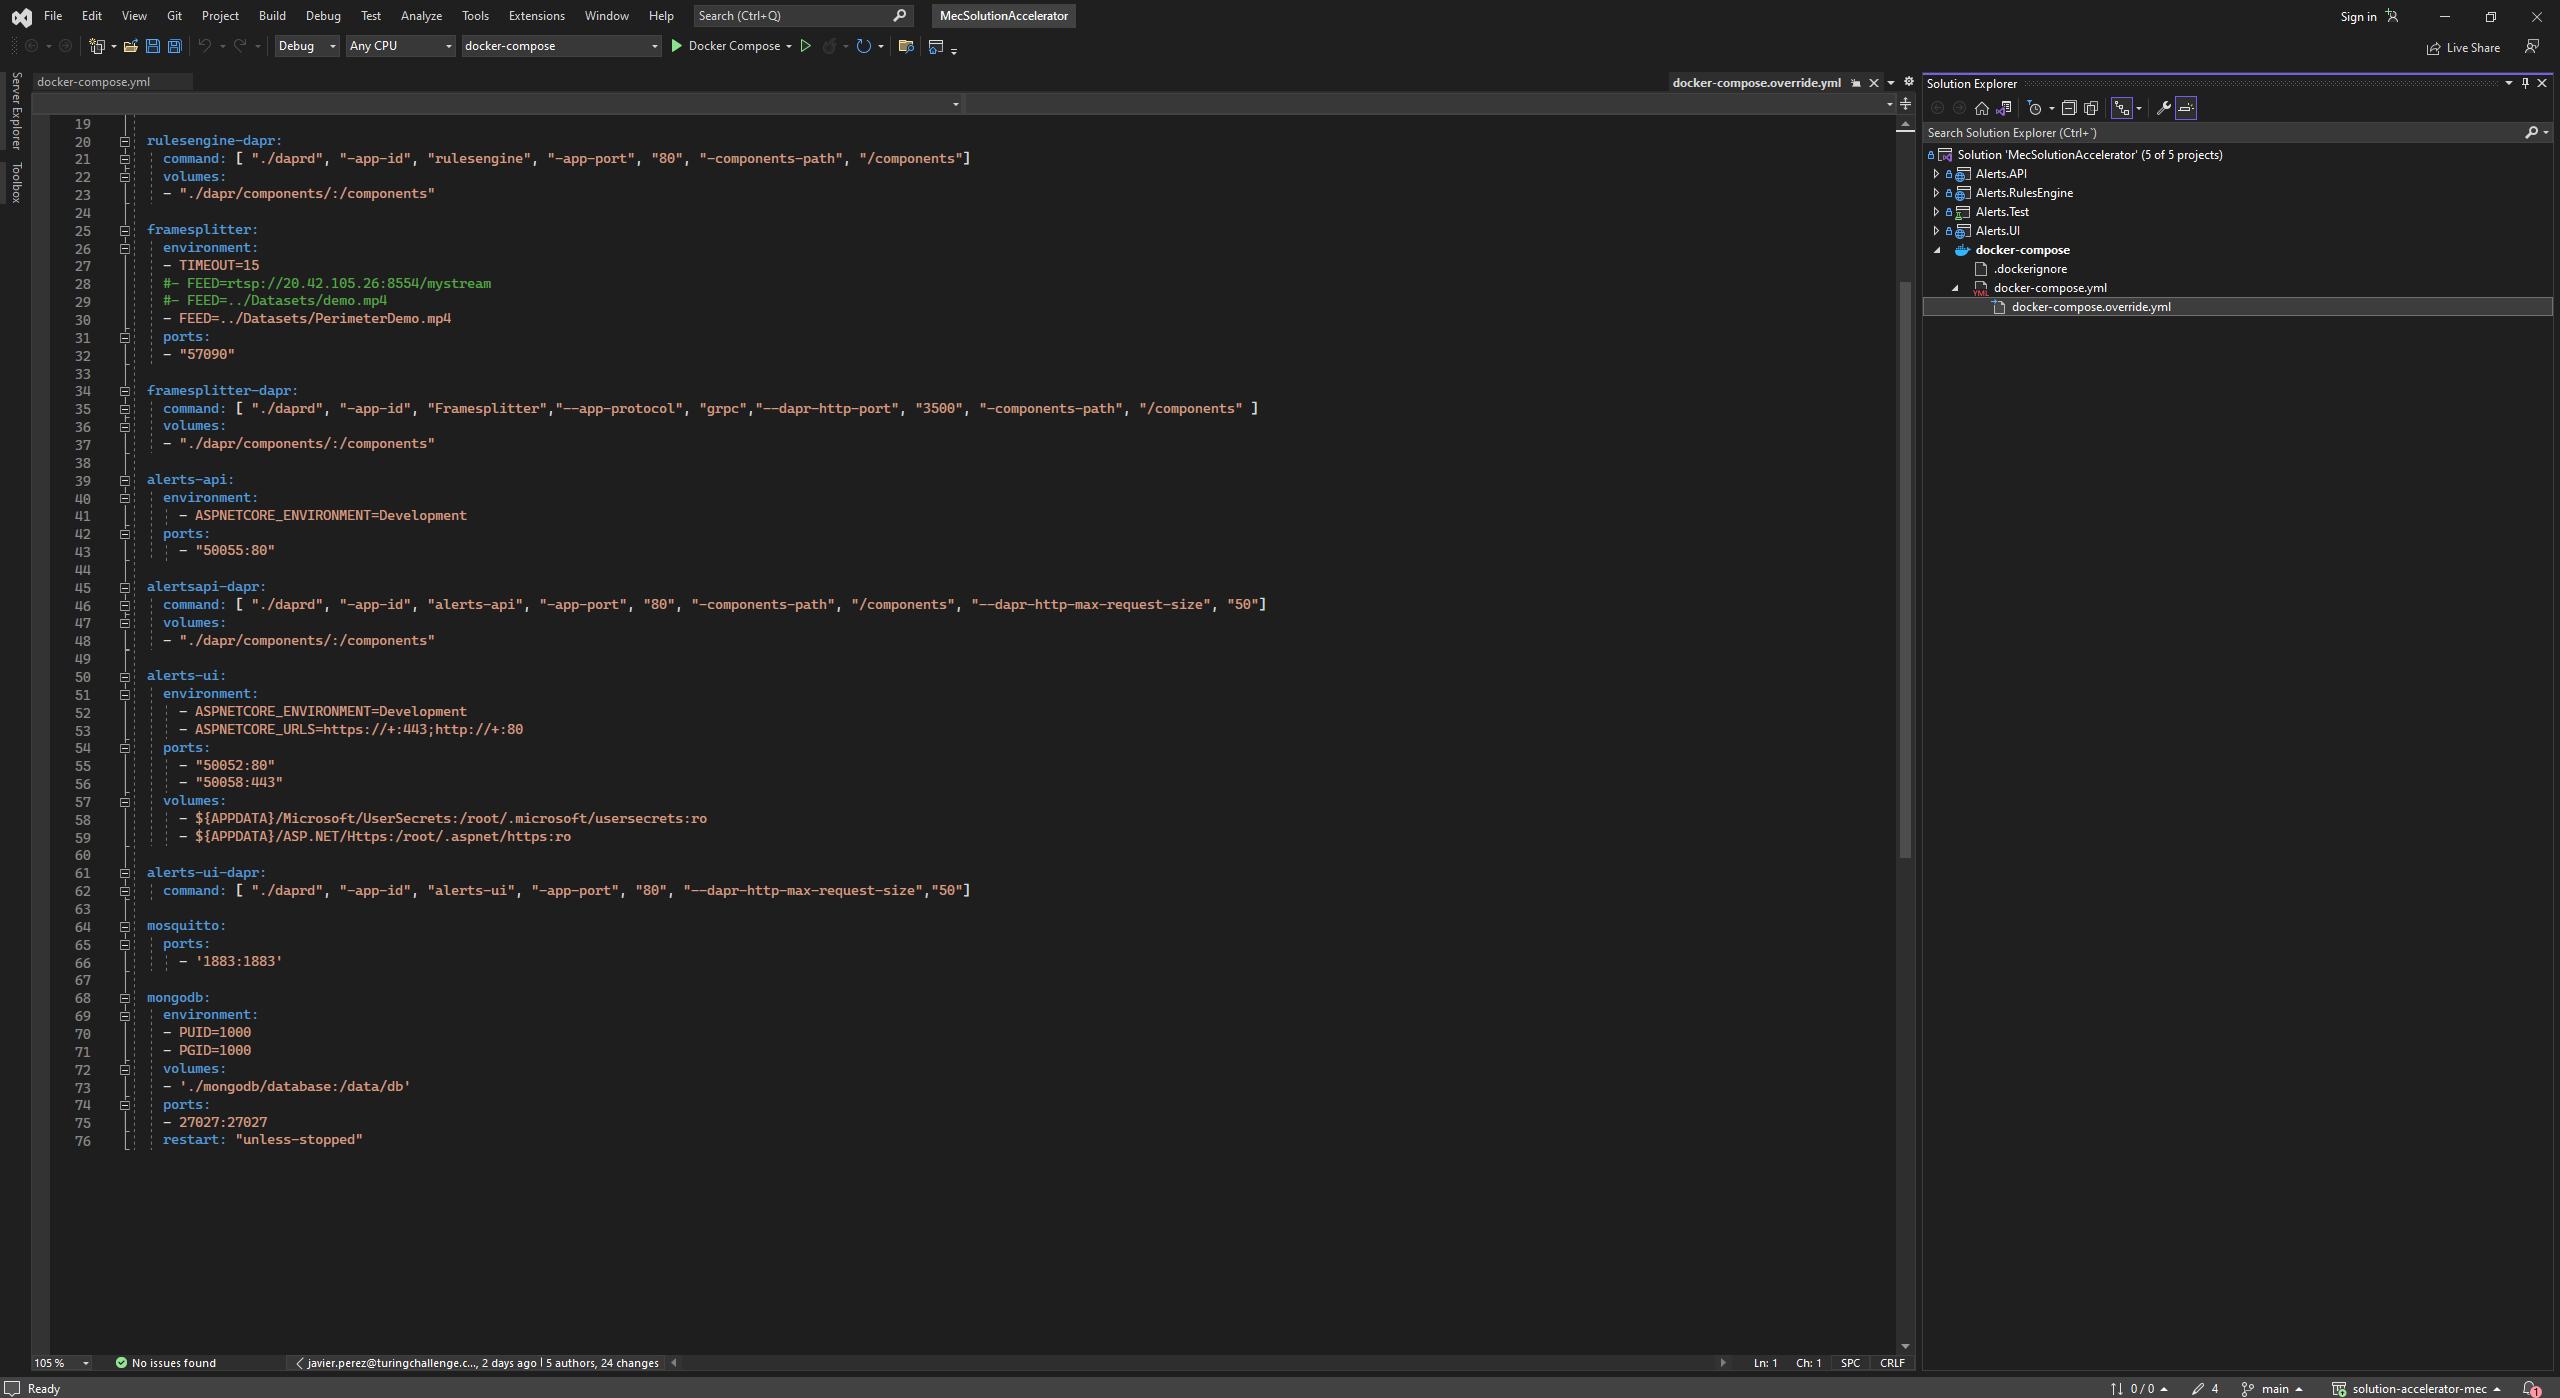 File Edit View Git Project Build Debug Test Analyze Tools Extensions Window Help Search (Ctrl+Q) MecSolutionAccelerator Sign in
Debug Any CPU docker-compose Docker Compose Live Share
Server Explorer
Toolbox
docker-compose.yml docker-compose.override.yml
19
20 rulesengine-dapr:
21 command: [ "./daprd", "-app-id", "rulesengine", "-app-port", "80", "-components-path", "/components"]
22 volumes:
23 - "./dapr/components/:/components"
24
25 framesplitter:
26 environment:
27 - TIMEOUT=15
28 #- FEED=rtsp://20.42.105.26:8554/mystream
29 #- FEED=../Datasets/demo.mp4
30 - FEED=../Datasets/PerimeterDemo.mp4
31 ports:
32 - "57090"
33
34 framesplitter-dapr:
35 command: [ "./daprd", "-app-id", "Framesplitter","--app-protocol", "grpc","--dapr-http-port", "3500", "-components-path", "/components" ]
36 volumes:
37 - "./dapr/components/:/components"
38
39 alerts-api:
40 environment:
41 - ASPNETCORE_ENVIRONMENT=Development
42 ports:
43 - "50055:80"
44
45 alertsapi-dapr:
46 command: [ "./daprd", "-app-id", "alerts-api", "-app-port", "80", "-components-path", "/components", "--dapr-http-max-request-size", "50"]
47 volumes:
48 - "./dapr/components/:/components"
49
50 alerts-ui:
51 environment:
52 - ASPNETCORE_ENVIRONMENT=Development
53 - ASPNETCORE_URLS=https://+:443;http://+:80
54 ports:
55 - "50052:80"
56 - "50058:443"
57 volumes:
58 - ${APPDATA}/Microsoft/UserSecrets:/root/.microsoft/usersecrets:ro
59 - ${APPDATA}/ASP.NET/Https:/root/.aspnet/https:ro
60
61 alerts-ui-dapr:
62 command: [ "./daprd", "-app-id", "alerts-ui", "-app-port", "80", "--dapr-http-max-request-size","50"]
63
64 mosquitto:
65 ports:
66 - '1883:1883'
67
68 mongodb:
69 environment:
70 - PUID=1000
71 - PGID=1000
72 volumes:
73 - './mongodb/database:/data/db'
74 ports:
75 - 27027:27027
76 restart: "unless-stopped"
105 % No issues found javier.perez@turingchallenge.c..., 2 days ago | 5 authors, 24 changes Ln: 1 Ch: 1 SPC CRLF
Solution Explorer
Search Solution Explorer (Ctrl+`)
Solution 'MecSolutionAccelerator' (5 of 5 projects)
Alerts.API
Alerts.RulesEngine
Alerts.Test
Alerts.UI
docker-compose
.dockerignore
YML docker-compose.yml
docker-compose.override.yml
Ready 0 / 0 4 main solution-accelerator-mec 1